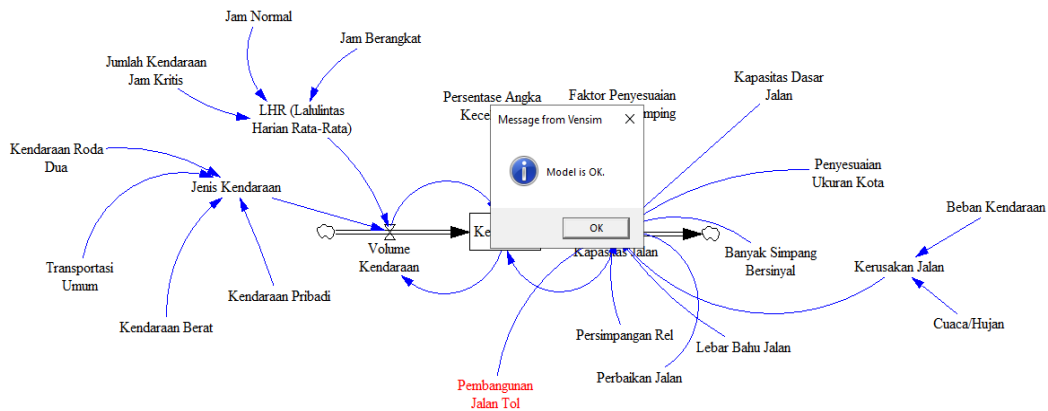 Jam Normal
Jam Berangkat
Jumlah Kendaraan
Jam Kritis
LHR (Lalulintas
Harian Rata-Rata)
Persentase Angka
Faktor Penyesuaian
Kapasitas Dasar
Jalan
Message from Vensim
Model is OK.
OK
Kendaraan Roda
Dua
Jenis Kendaraan
Penyesuaian
Ukuran Kota
Beban Kendaraan
Volume
Kendaraan
Kapasitas Jalan
Banyak Simpang
Bersinyal
Kerusakan Jalan
Transportasi
Umum
Kendaraan Pribadi
Kendaraan Berat
Persimpangan Rel
Lebar Bahu Jalan
Cuaca/Hujan
Perbaikan Jalan
Pembangunan
Jalan Tol